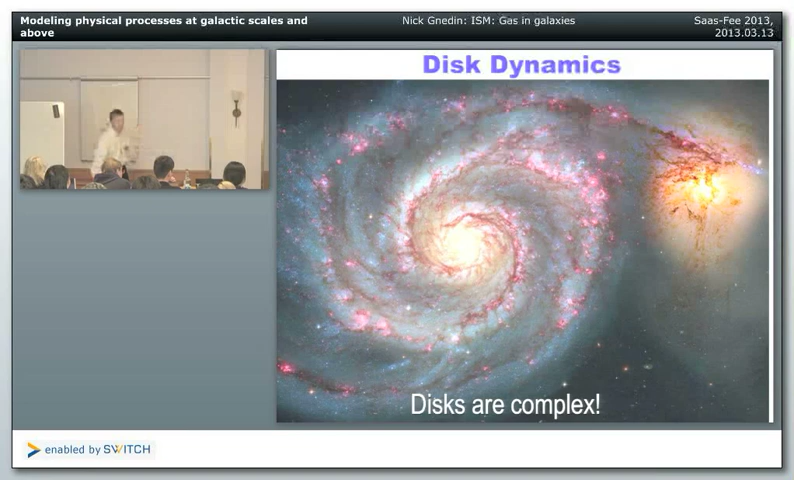 Modeling physical processes at galactic scales and
above
Nick Gnedin: ISM: Gas in galaxies
Saas-Fee 2013,
2013.03.13
Disk Dynamics
Disks are complex!
enabled by SWITCH